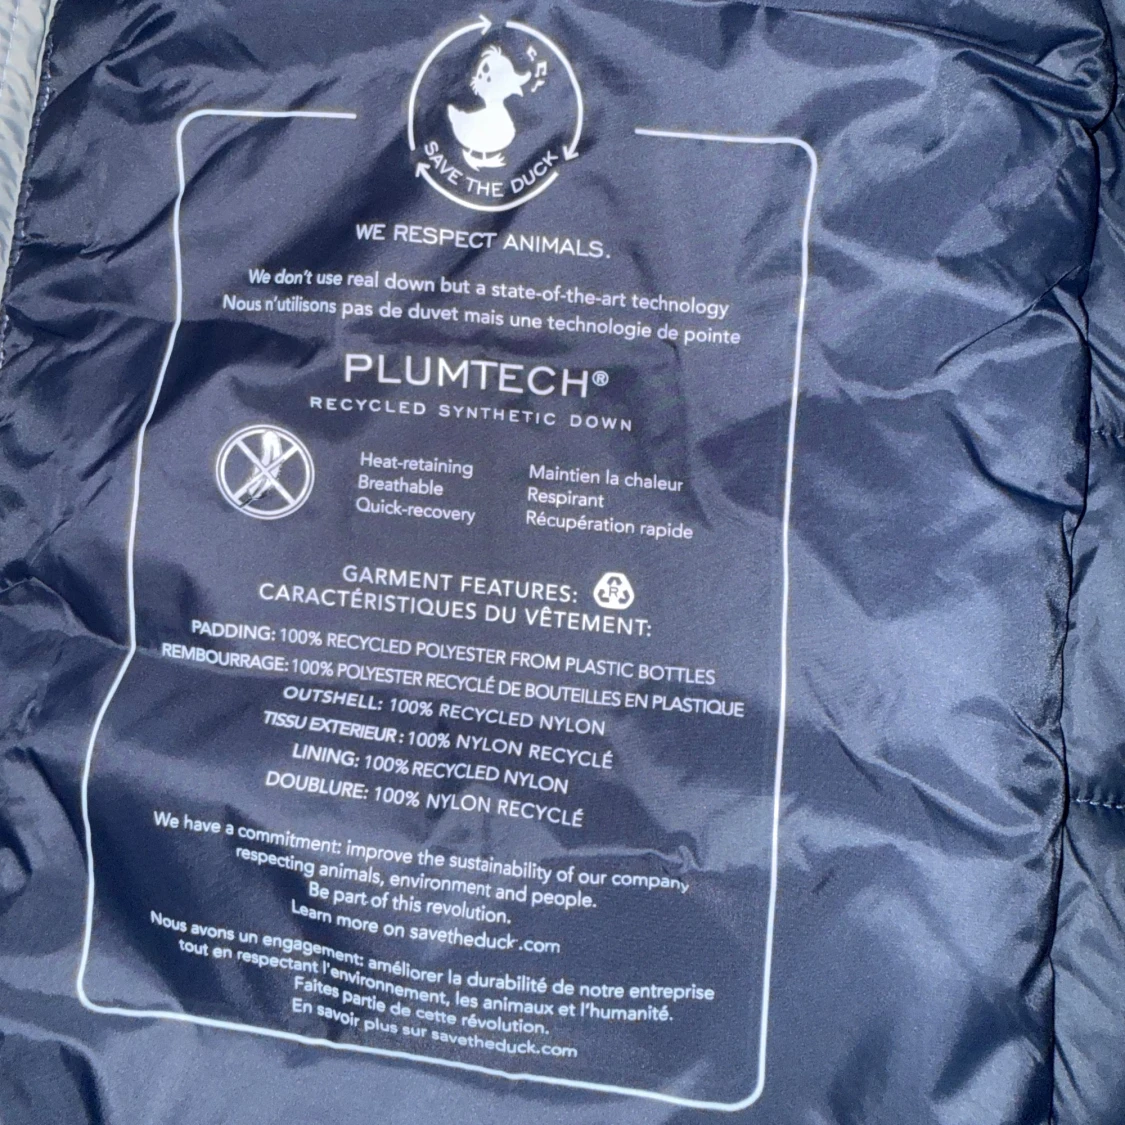 SAVE THE DUCK
WE RESPECT ANIMALS.
We don't use real down but a state-of-the-art technology
Nous n'utilisons pas de duvet mais une technologie de pointe
PLUMTECH®
RECYCLED SYNTHETIC DOWN
Heat-retaining
Breathable
Quick-recovery
Maintien la chaleur
Respirant
Récupération rapide
GARMENT FEATURES:
R
CARACTÉRISTIQUES DU VÊTEMENT:
PADDING: 100% RECYCLED POLYESTER FROM PLASTIC BOTTLES
REMBOURRAGE: 100% POLYESTER RECYCLÉ DE BOUTEILLES EN PLASTIQUE
OUTSHELL: 100% RECYCLED NYLON
TISSU EXTERIEUR: 100% NYLON RECYCLÉ
LINING: 100% RECYCLED NYLON
DOUBLURE: 100% NYLON RECYCLÉ
We have a commitment: improve the sustainability of our company
respecting animals, environment and people.
Be part of this revolution.
Learn more on savetheduck.com
Nous avons un engagement: améliorer la durabilité de notre entreprise
tout en respectant l'environnement, les animaux et l'humanité.
Faites partie de cette révolution.
En savoir plus sur savetheduck.com